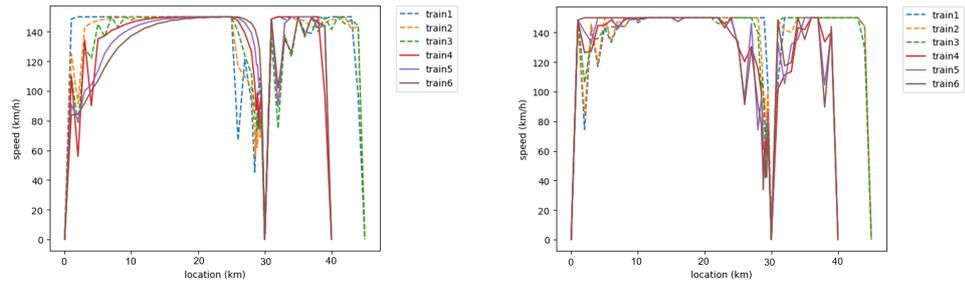 140
120
100
80
60
40
20
0
speed (km/h)
0 10 20 30 40
location (km)
train1
train2
train3
train4
train5
train6
140
120
100
80
60
40
20
0
speed (km/h)
0 10 20 30 40
location (km)
train1
train2
train3
train4
train5
train6